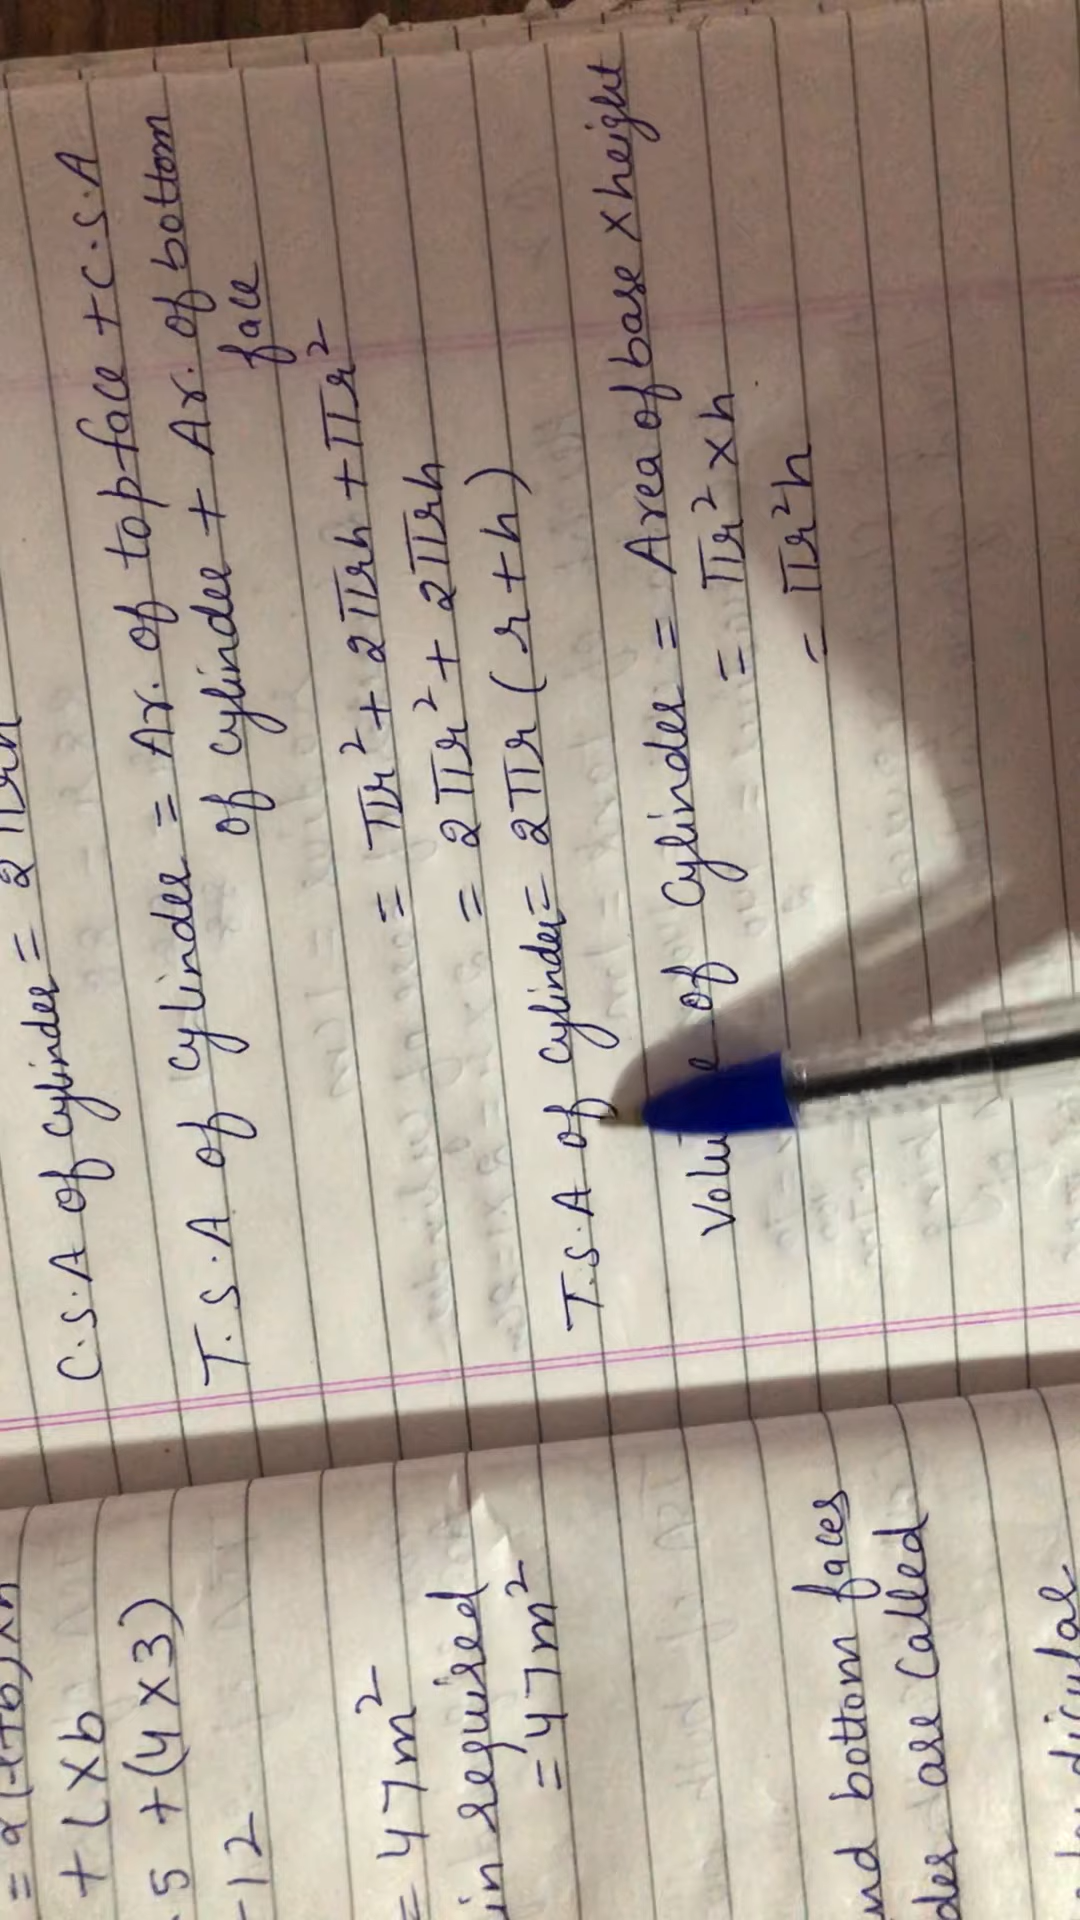 C.S.A of cylinder = 2πrh
T.S.A of cylinder = Ar. of top face + C.S.A
of cylinder + Ar. of bottom
face
= πr² + 2πrh + πr²
= 2πr² + 2πrh
T.S.A of cylinder = 2πr (r + h)
of cylinder = Area of base × height
= πr² × h
= πr²h
+ l × b
5 + (4 × 3)
12
= 47m²
in required
= 47m²
bottom faces
are called